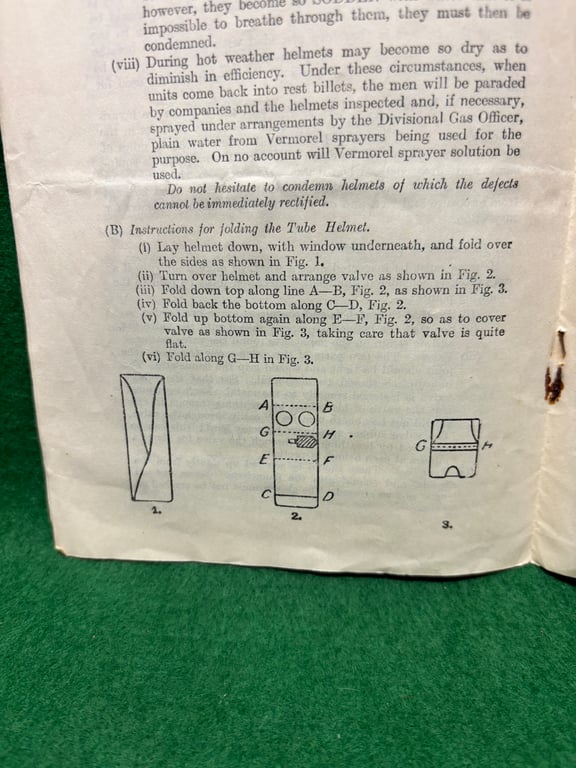 however, they become so SODDEN
impossible to breathe through them, they must then be
condemned.
(viii) During hot weather helmets may become so dry as to
diminish in efficiency. Under these circumstances, when
units come back into rest billets, the men will be paraded
by companies and the helmets inspected and, if necessary,
sprayed under arrangements by the Divisional Gas Officer,
plain water from Vermorel sprayers being used for the
purpose. On no account will Vermorel sprayer solution be
used.
Do not hesitate to condemn helmets of which the defects
cannot be immediately rectified.
(B) Instructions for folding the Tube Helmet.
(i) Lay helmet down, with window underneath, and fold over
the sides as shown in Fig. 1.
(ii) Turn over helmet and arrange valve as shown in Fig. 2.
(iii) Fold down top along line A—B, Fig. 2, as shown in Fig. 3.
(iv) Fold back the bottom along C—D, Fig. 2.
(v) Fold up bottom again along E—F, Fig. 2, so as to cover
valve as shown in Fig. 3, taking care that valve is quite
flat.
(vi) Fold along G—H in Fig. 3.
A B
G H
E F
C D
G H
1.
2.
3.